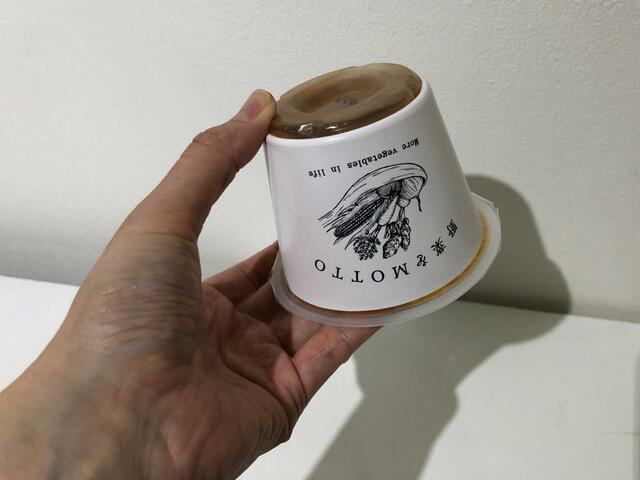 野菜をMOTTO
More vegetables in life